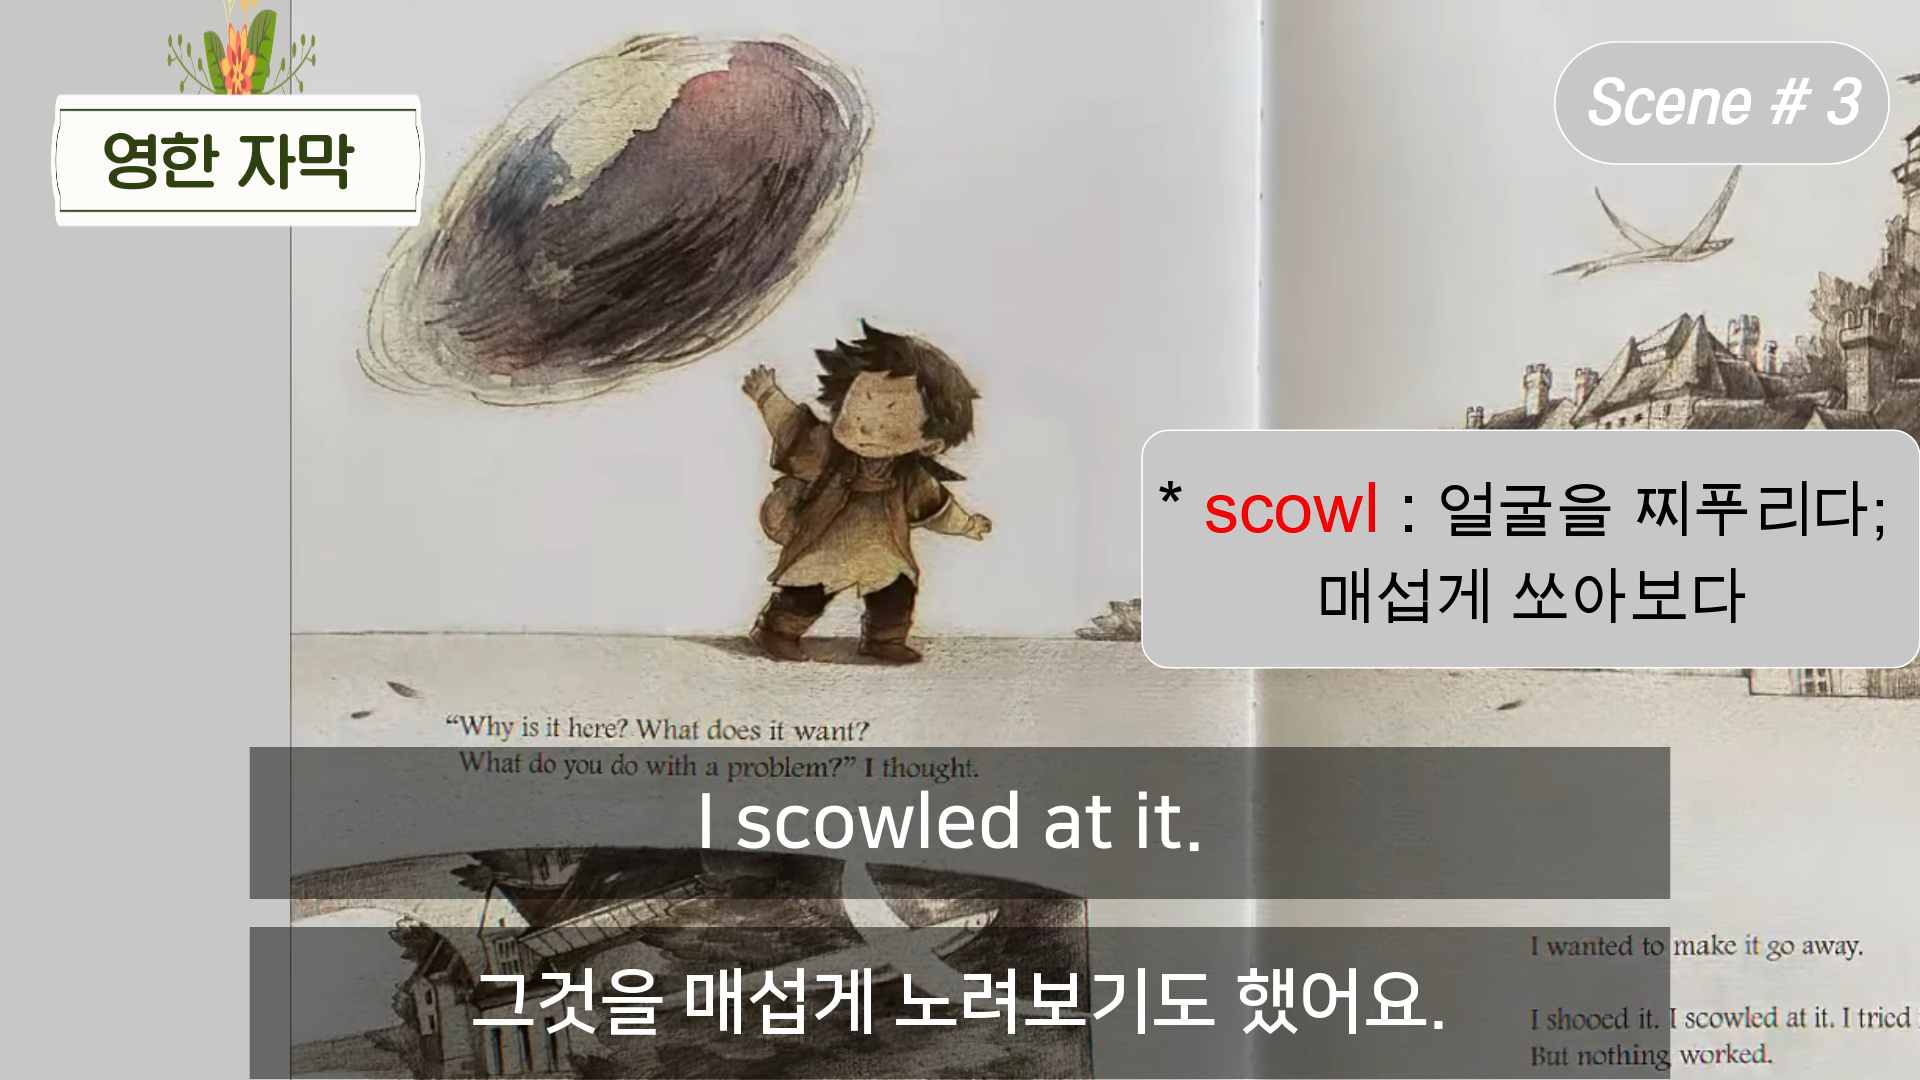 영한 자막
Scene # 3
* scowl : 얼굴을 찌푸리다;
매섭게 쏘아보다
“Why is it here? What does it want?
What do you do with a problem?” I thought.
I scowled at it.
그것을 매섭게 노려보기도 했어요.
I wanted to make it go away.
I shooed it. I scowled at it. I tried
But nothing worked.